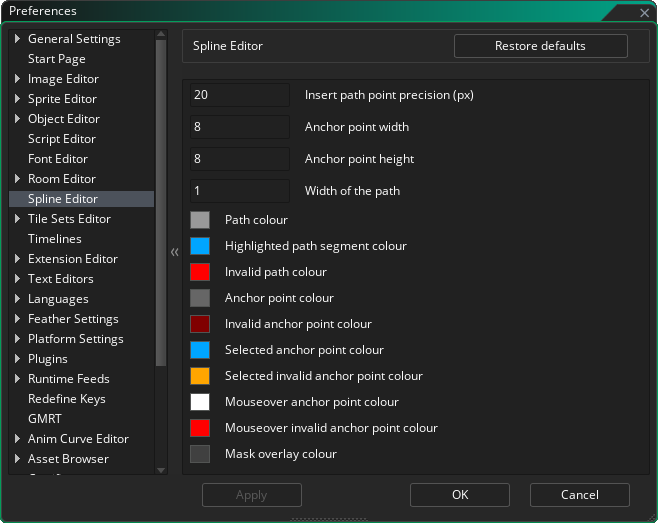 Preferences
General Settings
Start Page
Image Editor
Sprite Editor
Object Editor
Script Editor
Font Editor
Room Editor
Spline Editor
Tile Sets Editor
Timelines
Extension Editor
Text Editors
Languages
Feather Settings
Platform Settings
Plugins
Runtime Feeds
Redefine Keys
GMRT
Anim Curve Editor
Asset Browser
Spline Editor
Restore defaults
20 Insert path point precision (px)
8 Anchor point width
8 Anchor point height
1 Width of the path
Path colour
Highlighted path segment colour
Invalid path colour
Anchor point colour
Invalid anchor point colour
Selected anchor point colour
Selected invalid anchor point colour
Mouseover anchor point colour
Mouseover invalid anchor point colour
Mask overlay colour
Apply
OK
Cancel